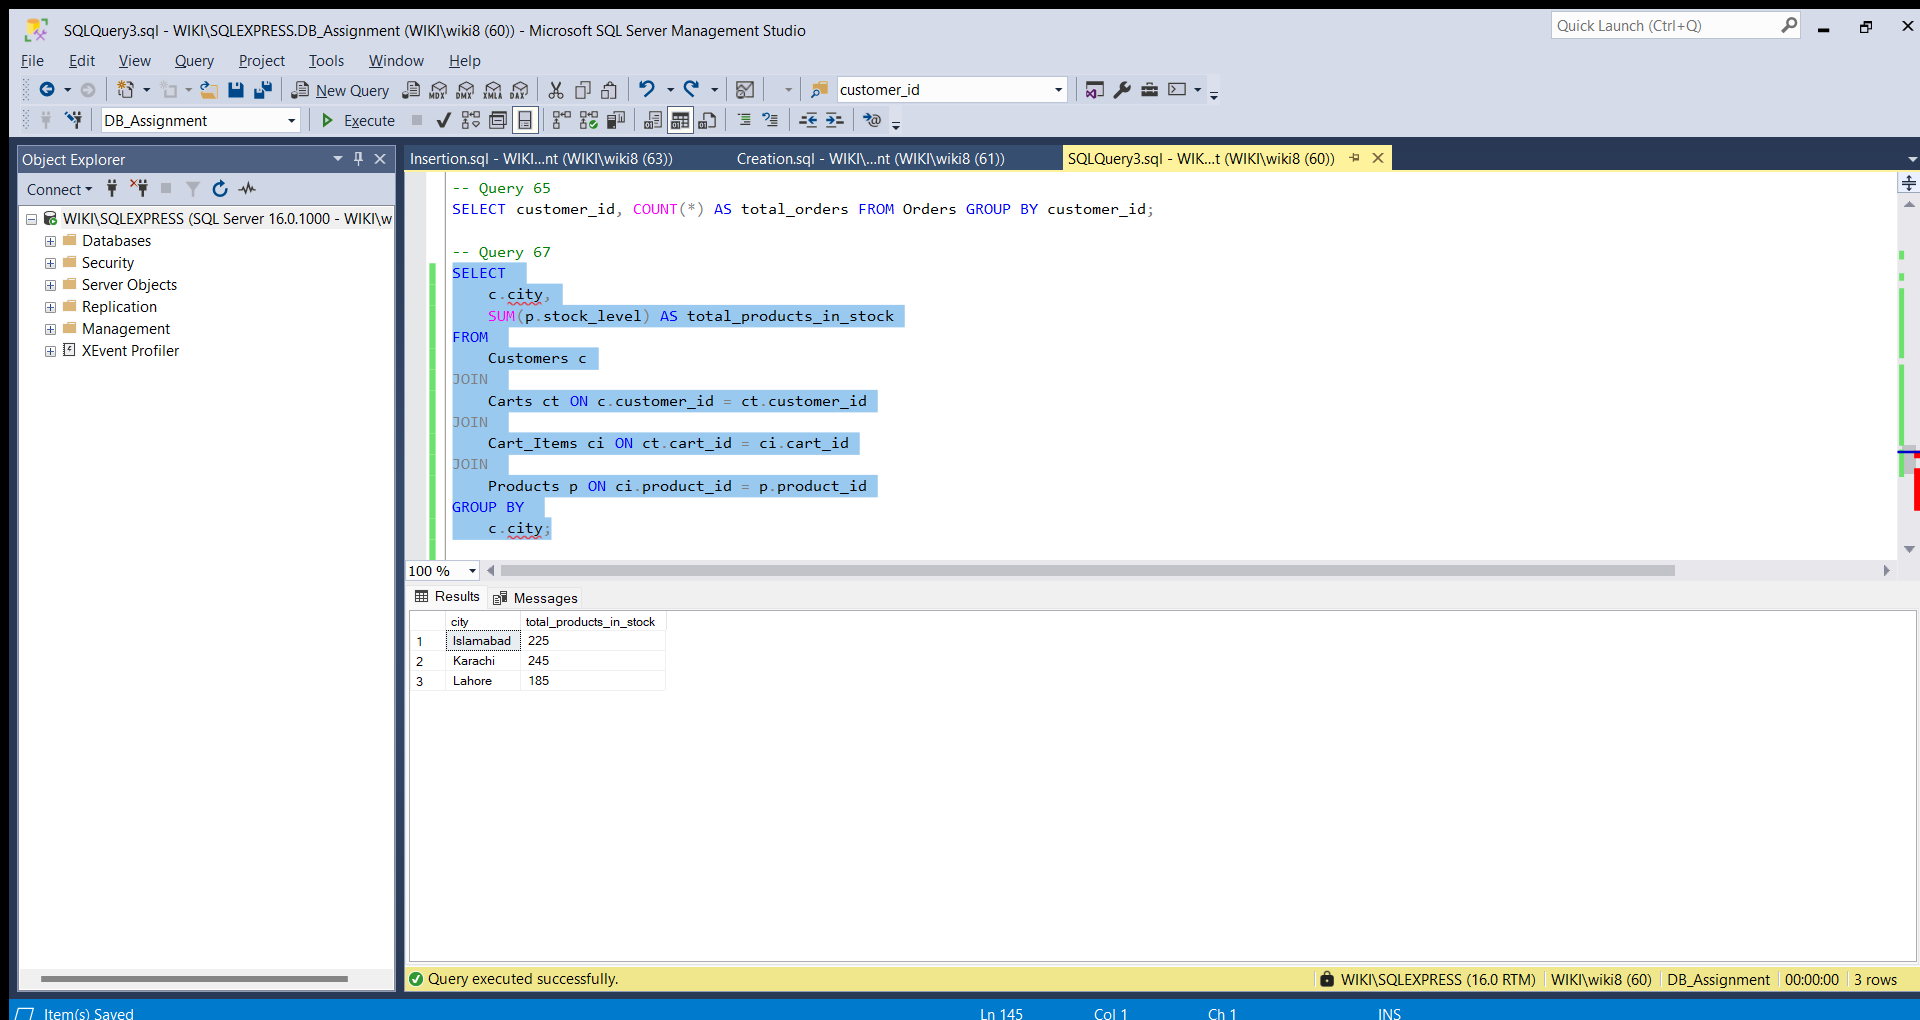 SQLQuery3.sql - WIKI\SQLEXPRESS.DB_Assignment (WIKI\wiki8 (60)) - Microsoft SQL Server Management Studio
Quick Launch (Ctrl+Q)
File Edit View Query Project Tools Window Help
New Query MDX DMX XMLA DAX customer_id
DB_Assignment Execute
Object Explorer
Connect
WIKI\SQLEXPRESS (SQL Server 16.0.1000 - WIKI\w
Databases
Security
Server Objects
Replication
Management
XEvent Profiler
Insertion.sql - WIKI...nt (WIKI\wiki8 (63)) Creation.sql - WIKI\...nt (WIKI\wiki8 (61)) SQLQuery3.sql - WIK...t (WIKI\wiki8 (60))
-- Query 65
SELECT customer_id, COUNT(*) AS total_orders FROM Orders GROUP BY customer_id;
-- Query 67
SELECT
c.city,
SUM(p.stock_level) AS total_products_in_stock
FROM
Customers c
JOIN
Carts ct ON c.customer_id = ct.customer_id
JOIN
Cart_Items ci ON ct.cart_id = ci.cart_id
JOIN
Products p ON ci.product_id = p.product_id
GROUP BY
c.city;
100 %
Results Messages
city total_products_in_stock
1 Islamabad 225
2 Karachi 245
3 Lahore 185
Query executed successfully. WIKI\SQLEXPRESS (16.0 RTM) WIKI\wiki8 (60) DB_Assignment 00:00:00 3 rows
Item(s) Saved Ln 145 Col 1 Ch 1 INS